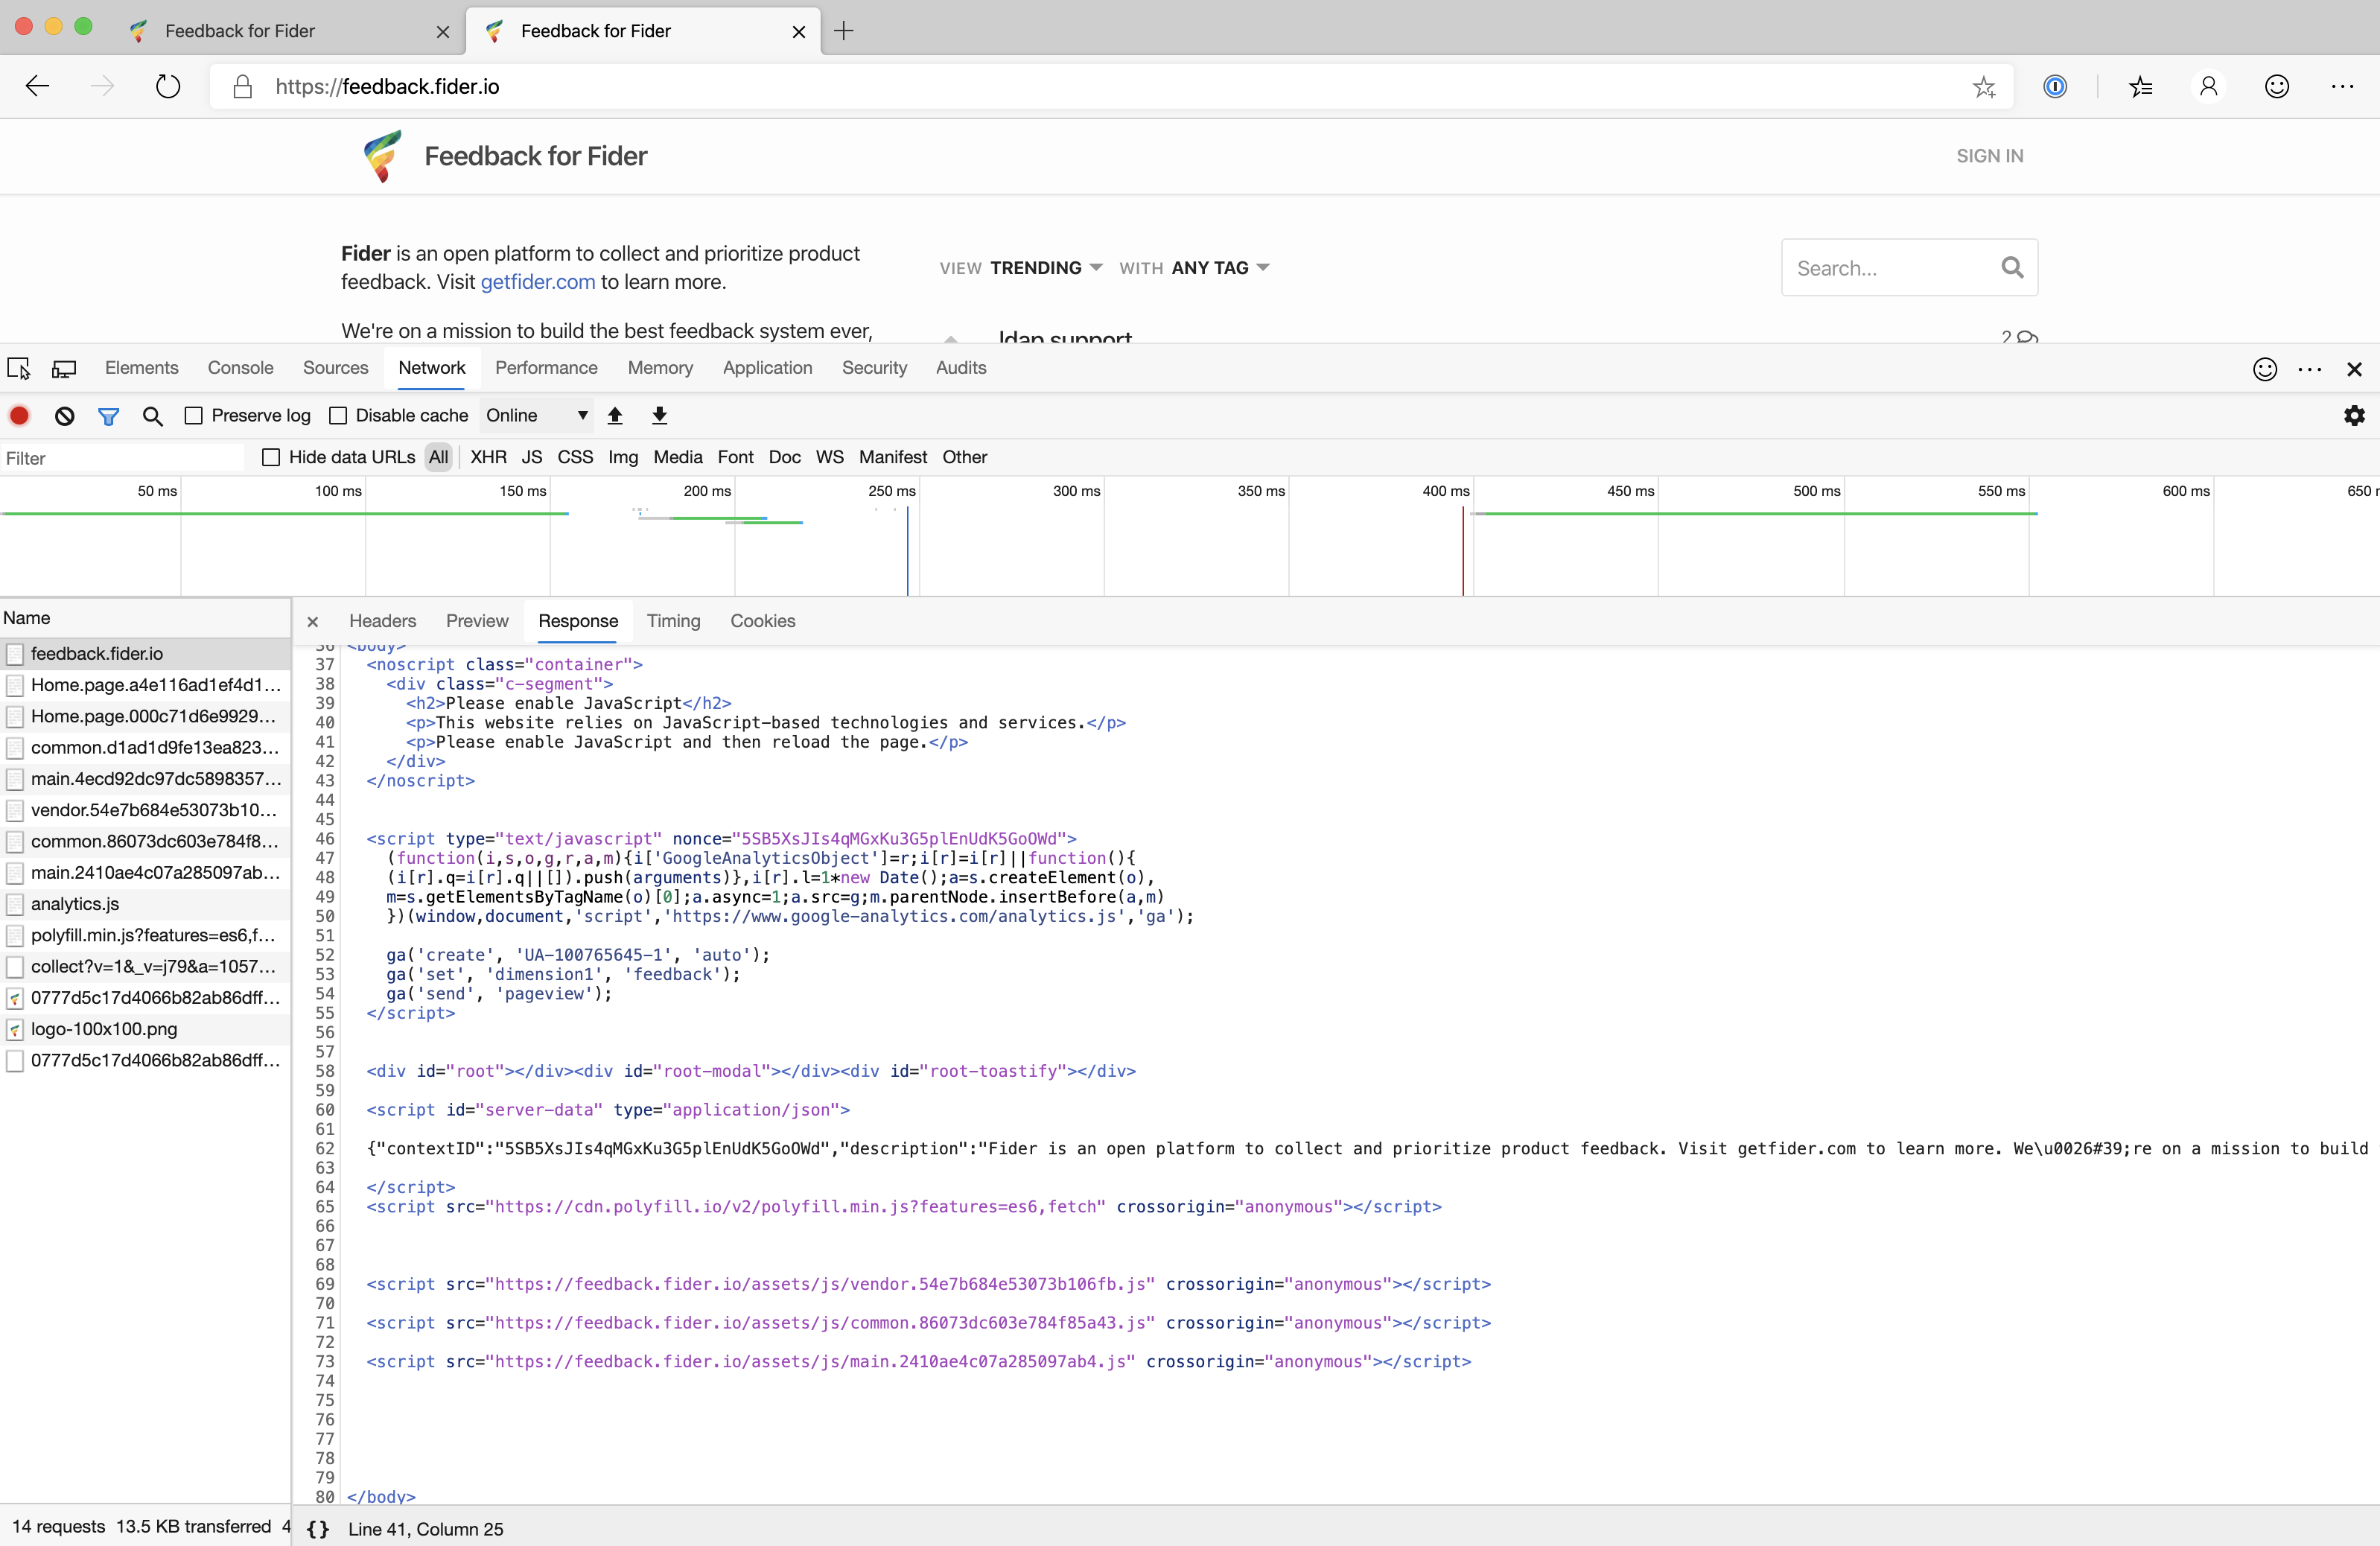 Feedback for Fider
Feedback for Fider
https://feedback.fider.io
Feedback for Fider
SIGN IN
Fider is an open platform to collect and prioritize product
feedback. Visit getfider.com to learn more.
We're on a mission to build the best feedback system ever,
VIEW TRENDING WITH ANY TAG
Search...
ldap support
2
Elements Console Sources Network Performance Memory Application Security Audits
Preserve log Disable cache Online
Filter Hide data URLs All XHR JS CSS Img Media Font Doc WS Manifest Other
50 ms 100 ms 150 ms 200 ms 250 ms 300 ms 350 ms 400 ms 450 ms 500 ms 550 ms 600 ms
Name
feedback.fider.io
Home.page.a4e116ad1ef4d1...
Home.page.000c71d6e9929...
common.d1ad1d9fe13ea823...
main.4ecd92dc97dc5898357...
vendor.54e7b684e53073b10...
common.86073dc603e784f8...
main.2410ae4c07a285097ab...
analytics.js
polyfill.min.js?features=es6,f...
collect?v=1&_v=j79&a=1057...
0777d5c17d4066b82ab86dff...
logo-100x100.png
0777d5c17d4066b82ab86dff...
14 requests 13.5 KB transferred 4
Headers Preview Response Timing Cookies
36 <body>
37 <noscript class="container">
38 <div class="c-segment">
39 <h2>Please enable JavaScript</h2>
40 <p>This website relies on JavaScript-based technologies and services.</p>
41 <p>Please enable JavaScript and then reload the page.</p>
42 </div>
43 </noscript>
44
45
46 <script type="text/javascript" nonce="5SB5XsJIs4qMGxKu3G5plEnUdK5GoOWd">
47 (function(i,s,o,g,r,a,m){i['GoogleAnalyticsObject']=r;i[r]=i[r]||function(){
48 (i[r].q=i[r].q||[]).push(arguments)},i[r].l=1*new Date();a=s.createElement(o),
49 m=s.getElementsByTagName(o)[0];a.async=1;a.src=g;m.parentNode.insertBefore(a,m)
50 })(window,document,'script','https://www.google-analytics.com/analytics.js','ga');
51
52 ga('create', 'UA-100765645-1', 'auto');
53 ga('set', 'dimension1', 'feedback');
54 ga('send', 'pageview');
55 </script>
56
57
58 <div id="root"></div><div id="root-modal"></div><div id="root-toastify"></div>
59
60 <script id="server-data" type="application/json">
61
62 {"contextID":"5SB5XsJIs4qMGxKu3G5plEnUdK5GoOWd","description":"Fider is an open platform to collect and prioritize product feedback. Visit getfider.com to learn more. We\u0026#39;re on a mission to build
63
64 </script>
65 <script src="https://cdn.polyfill.io/v2/polyfill.min.js?features=es6,fetch" crossorigin="anonymous"></script>
66
67
68
69 <script src="https://feedback.fider.io/assets/js/vendor.54e7b684e53073b106fb.js" crossorigin="anonymous"></script>
70
71 <script src="https://feedback.fider.io/assets/js/common.86073dc603e784f85a43.js" crossorigin="anonymous"></script>
72
73 <script src="https://feedback.fider.io/assets/js/main.2410ae4c07a285097ab4.js" crossorigin="anonymous"></script>
74
75
76
77
78
79
80 </body>
{} Line 41, Column 25